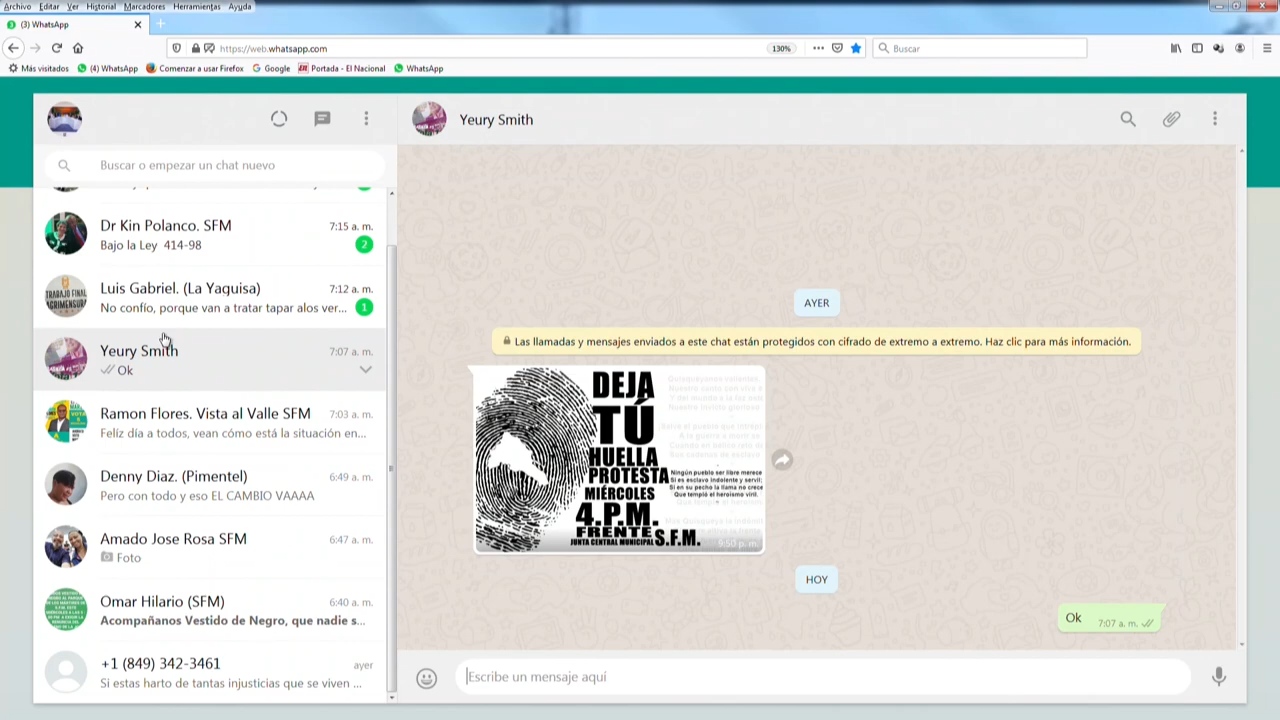 Archivo Editar Ver Historial Marcadores Herramientas Ayuda
(3) WhatsApp
https://web.whatsapp.com
130%
Buscar
Más visitados (4) WhatsApp Comenzar a usar Firefox Google Portada - El Nacional WhatsApp
Yeury Smith
Buscar o empezar un chat nuevo
Dr Kin Polanco. SFM 7:15 a. m.
Bajo la Ley 414-98 2
Luis Gabriel. (La Yaguisa) 7:12 a. m.
No confío, porque van a tratar tapar alos ver... 1
Yeury Smith 7:07 a. m.
Ok
Ramon Flores. Vista al Valle SFM 7:03 a. m.
Felíz día a todos, vean cómo está la situación en...
Denny Diaz. (Pimentel) 6:49 a. m.
Pero con todo y eso EL CAMBIO VAAAA
Amado Jose Rosa SFM 6:47 a. m.
Foto
Omar Hilario (SFM) 6:40 a. m.
Acompañanos Vestido de Negro, que nadie s...
+1 (849) 342-3461 ayer
Si estas harto de tantas injusticias que se viven ...
TRABAJO FINAL
AGRIMENSURA
AYER
Las llamadas y mensajes enviados a este chat están protegidos con cifrado de extremo a extremo. Haz clic para más información.
DEJA
TÚ
HUELLA
PROTESTA
MIÉRCOLES
4.P.M.
FRENTE
JUNTA CENTRAL MUNICIPAL S.F.M.
Ningún pueblo ser libre merece
Si es esclavo indolente y servil;
Si en su pecho la llama no crece
Que templó el heroismo viril.
9:50 p. m.
HOY
Ok 7:07 a. m.
Escribe un mensaje aquí